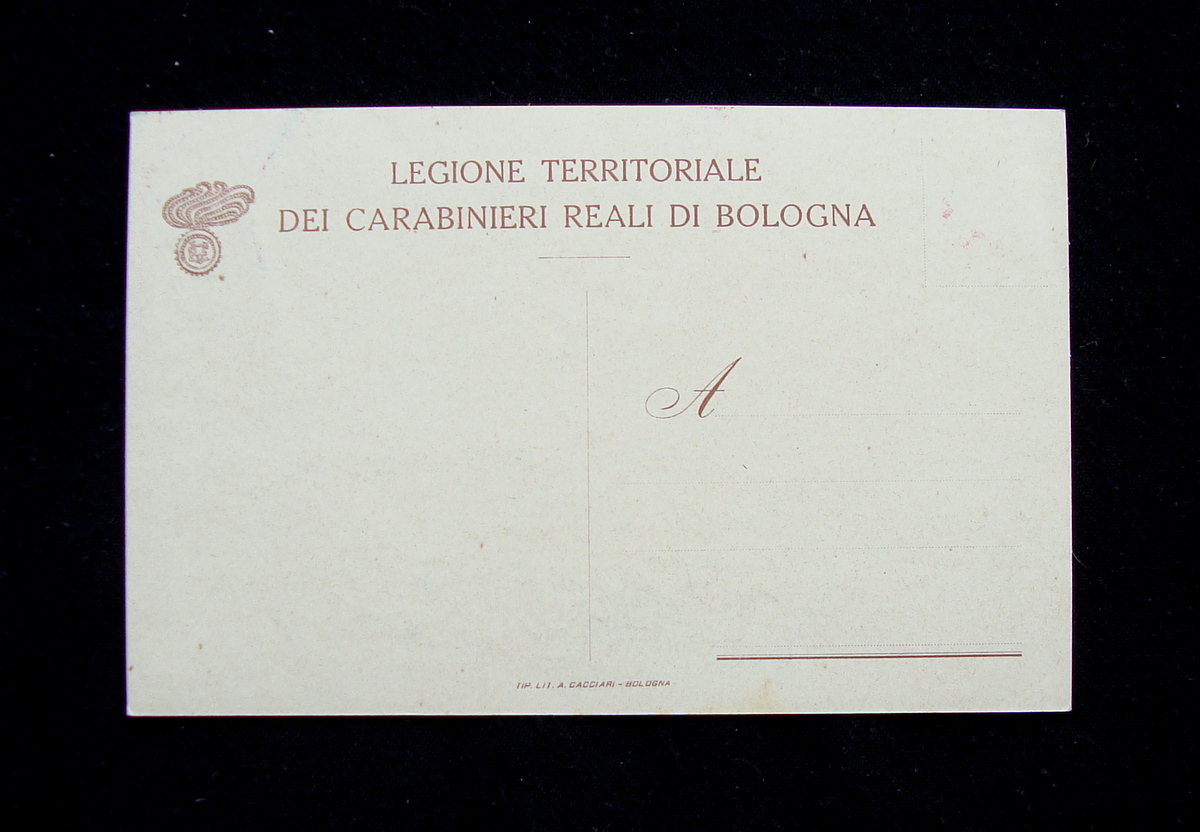 LEGIONE TERRITORIALE
DEI CARABINIERI REALI DI BOLOGNA
A
TIP. LIT. A. CACCIARI - BOLOGNA